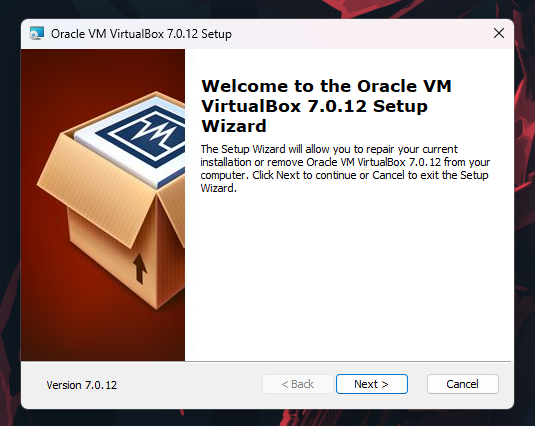 Oracle VM VirtualBox 7.0.12 Setup
Welcome to the Oracle VM
VirtualBox 7.0.12 Setup
Wizard
The Setup Wizard will allow you to repair your current
installation or remove Oracle VM VirtualBox 7.0.12 from your
computer. Click Next to continue or Cancel to exit the Setup
Wizard.
Version 7.0.12
< Back
Next >
Cancel